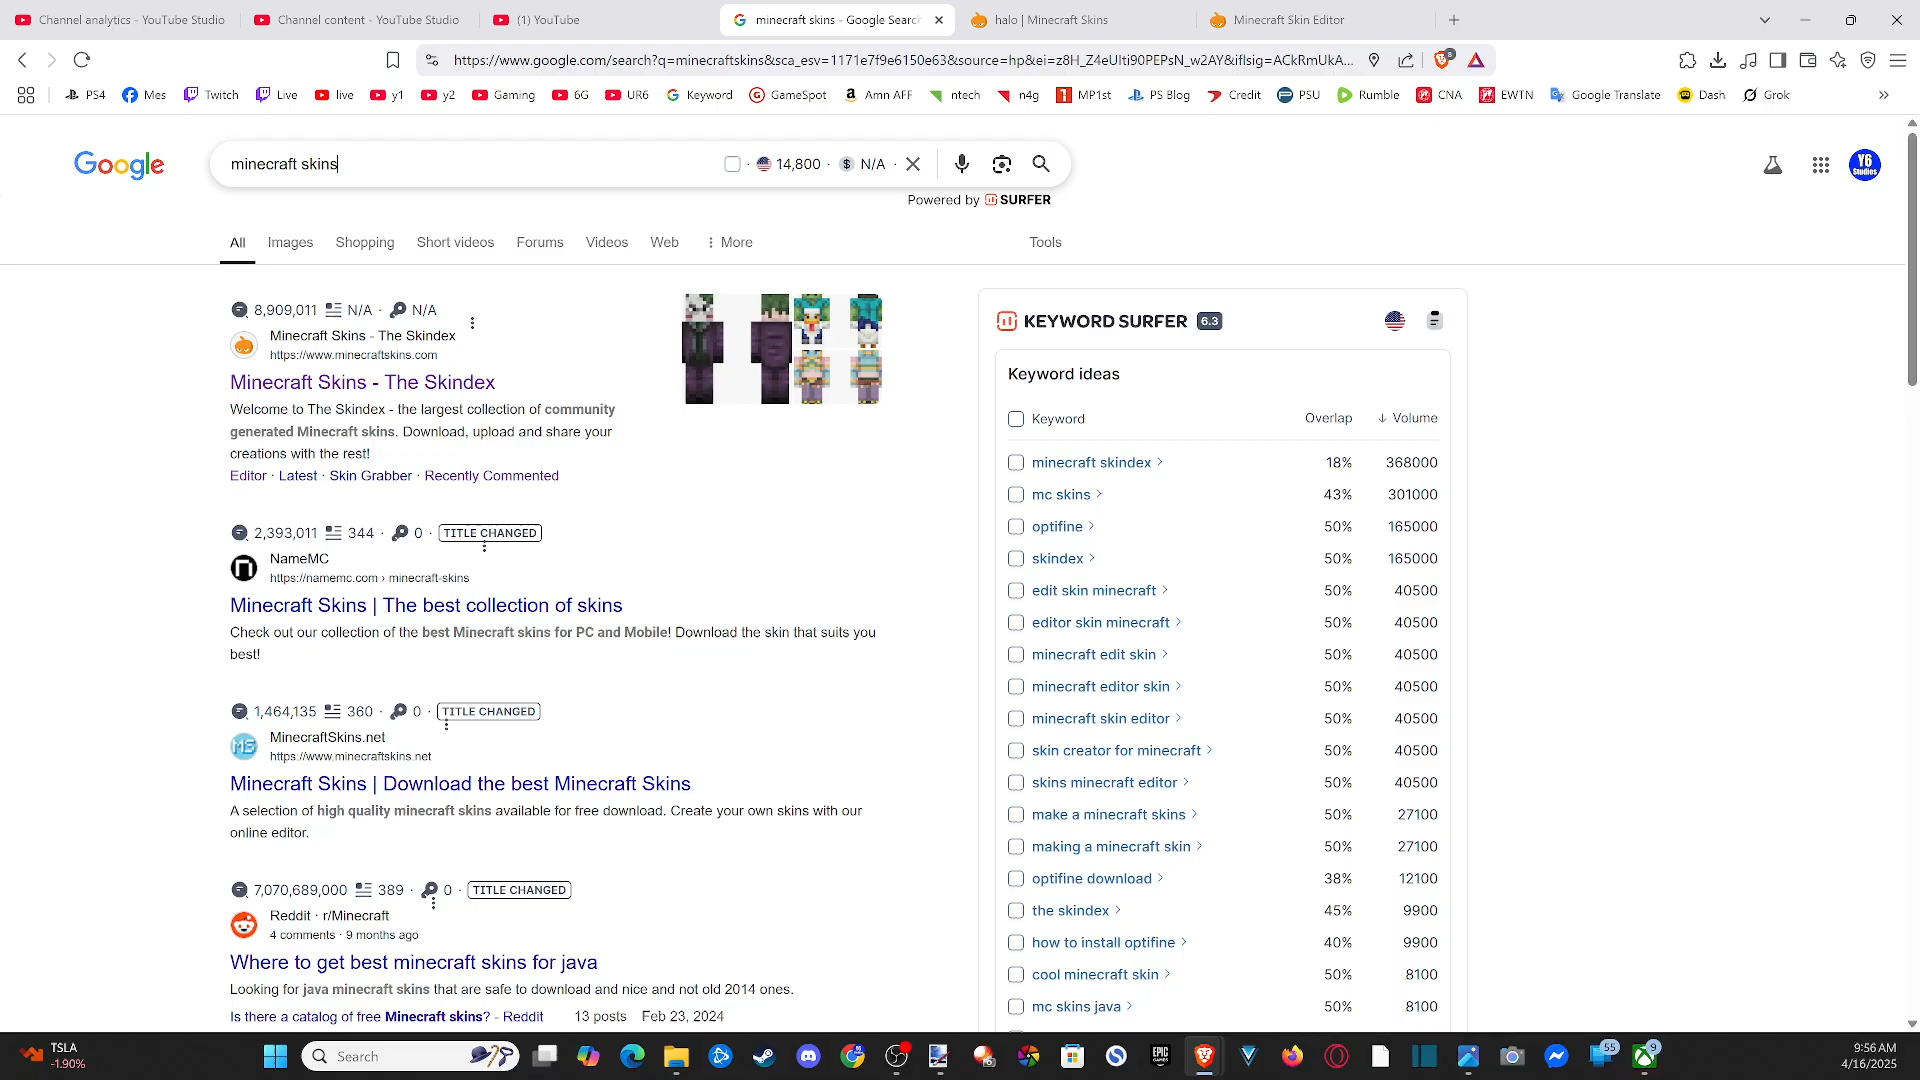 Channel analytics - YouTube Studio
Channel content - YouTube Studio
(1) YouTube
minecraft skins - Google Search
halo | Minecraft Skins
Minecraft Skin Editor
https://www.google.com/search?q=minecraftskins&sca_esv=1171e7f9e6150e63&source=hp&ei=z8H_Z4eUIti90PEPsN_w2AY&iflsig=ACkRmUkA...
8
PS4
Mes
Twitch
Live
live
y1
y2
Gaming
6G
UR6
Keyword
GameSpot
Amn AFF
ntech
n4g
MP1st
PS Blog
Credit
PSU
Rumble
CNA
EWTN
Google Translate
Dash
Grok
Google
minecraft skins
· 14,800 · N/A ·
Y6
Studios
Powered by SURFER
All
Images
Shopping
Short videos
Forums
Videos
Web
More
Tools
8,909,011 N/A · N/A
Minecraft Skins - The Skindex
https://www.minecraftskins.com
Minecraft Skins - The Skindex
Welcome to The Skindex - the largest collection of community
generated Minecraft skins. Download, upload and share your
creations with the rest!
Editor · Latest · Skin Grabber · Recently Commented
2,393,011 344 · 0 · TITLE CHANGED
NameMC
https://namemc.com › minecraft-skins
Minecraft Skins | The best collection of skins
Check out our collection of the best Minecraft skins for PC and Mobile! Download the skin that suits you
best!
1,464,135 360 · 0 · TITLE CHANGED
MS
MinecraftSkins.net
https://www.minecraftskins.net
Minecraft Skins | Download the best Minecraft Skins
A selection of high quality minecraft skins available for free download. Create your own skins with our
online editor.
7,070,689,000 389 · 0 · TITLE CHANGED
Reddit · r/Minecraft
4 comments · 9 months ago
Where to get best minecraft skins for java
Looking for java minecraft skins that are safe to download and nice and not old 2014 ones.
Is there a catalog of free Minecraft skins? - Reddit 13 posts Feb 23, 2024
KEYWORD SURFER 6.3
Keyword ideas
Keyword Overlap ↓ Volume
minecraft skindex 18% 368000
mc skins 43% 301000
optifine 50% 165000
skindex 50% 165000
edit skin minecraft 50% 40500
editor skin minecraft 50% 40500
minecraft edit skin 50% 40500
minecraft editor skin 50% 40500
minecraft skin editor 50% 40500
skin creator for minecraft 50% 40500
skins minecraft editor 50% 40500
make a minecraft skins 50% 27100
making a minecraft skin 50% 27100
optifine download 38% 12100
the skindex 45% 9900
how to install optifine 40% 9900
cool minecraft skin 50% 8100
mc skins java 50% 8100
TSLA
-1.90%
Search
EPIC
GAMES
55
9
9:56 AM
4/16/2025